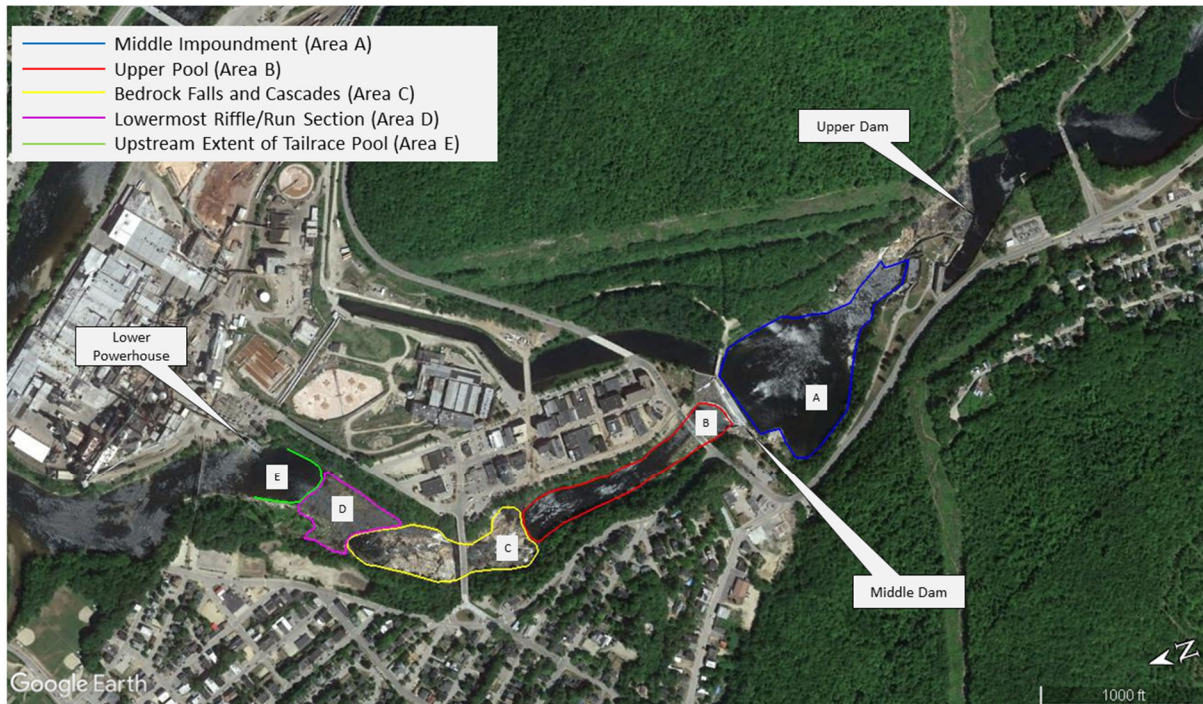 Middle Impoundment (Area A)
Upper Pool (Area B)
Bedrock Falls and Cascades (Area C)
Lowermost Riffle/Run Section (Area D)
Upstream Extent of Tailrace Pool (Area E)
Upper Dam
Lower
Powerhouse
A
B
E
D
C
Middle Dam
N
Google Earth
1000 ft